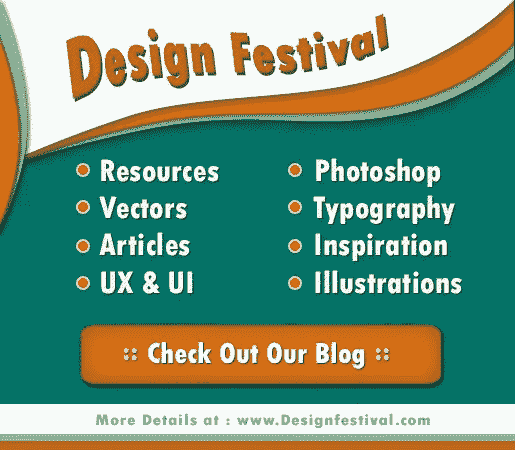 Design Festival
Resources
Vectors
Articles
UX & UI
Photoshop
Typography
Inspiration
Illustrations
:: Check Out Our Blog ::
More Details at : www.Designfestival.com